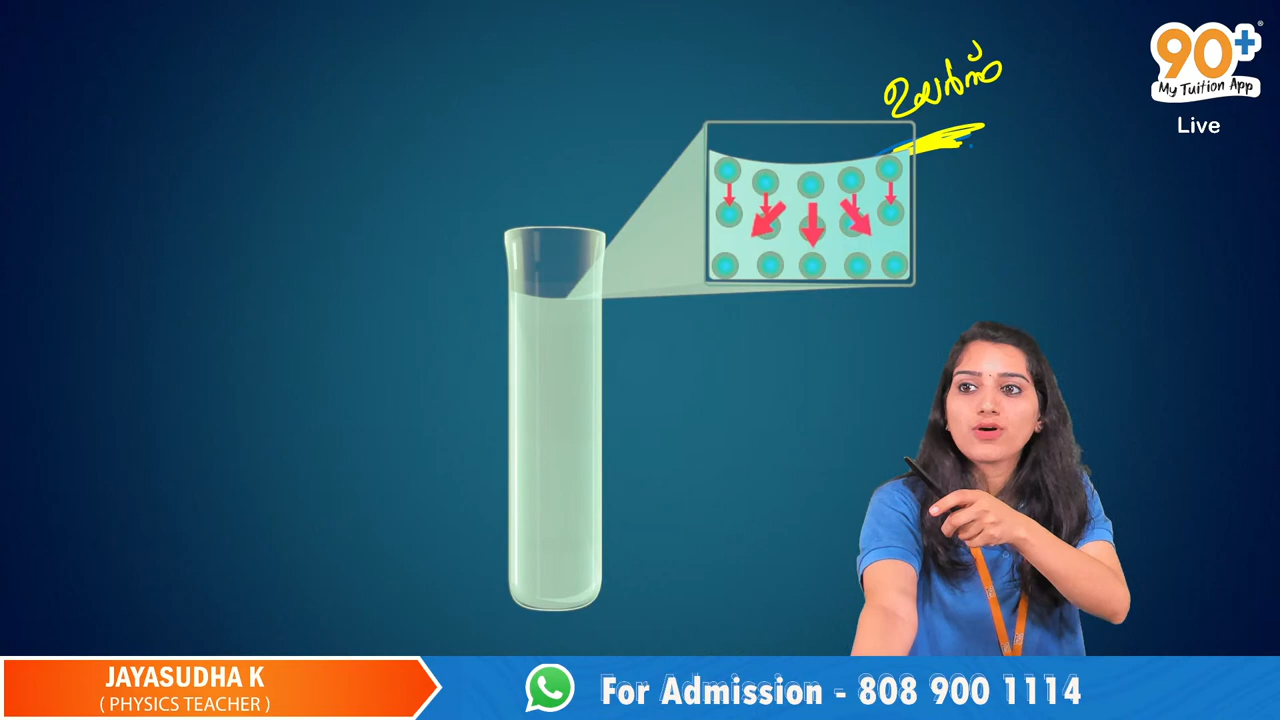 90+
My Tuition App
Live
ഉയർന്ന്
JAYASUDHA K
( PHYSICS TEACHER )
For Admission - 808 900 1114